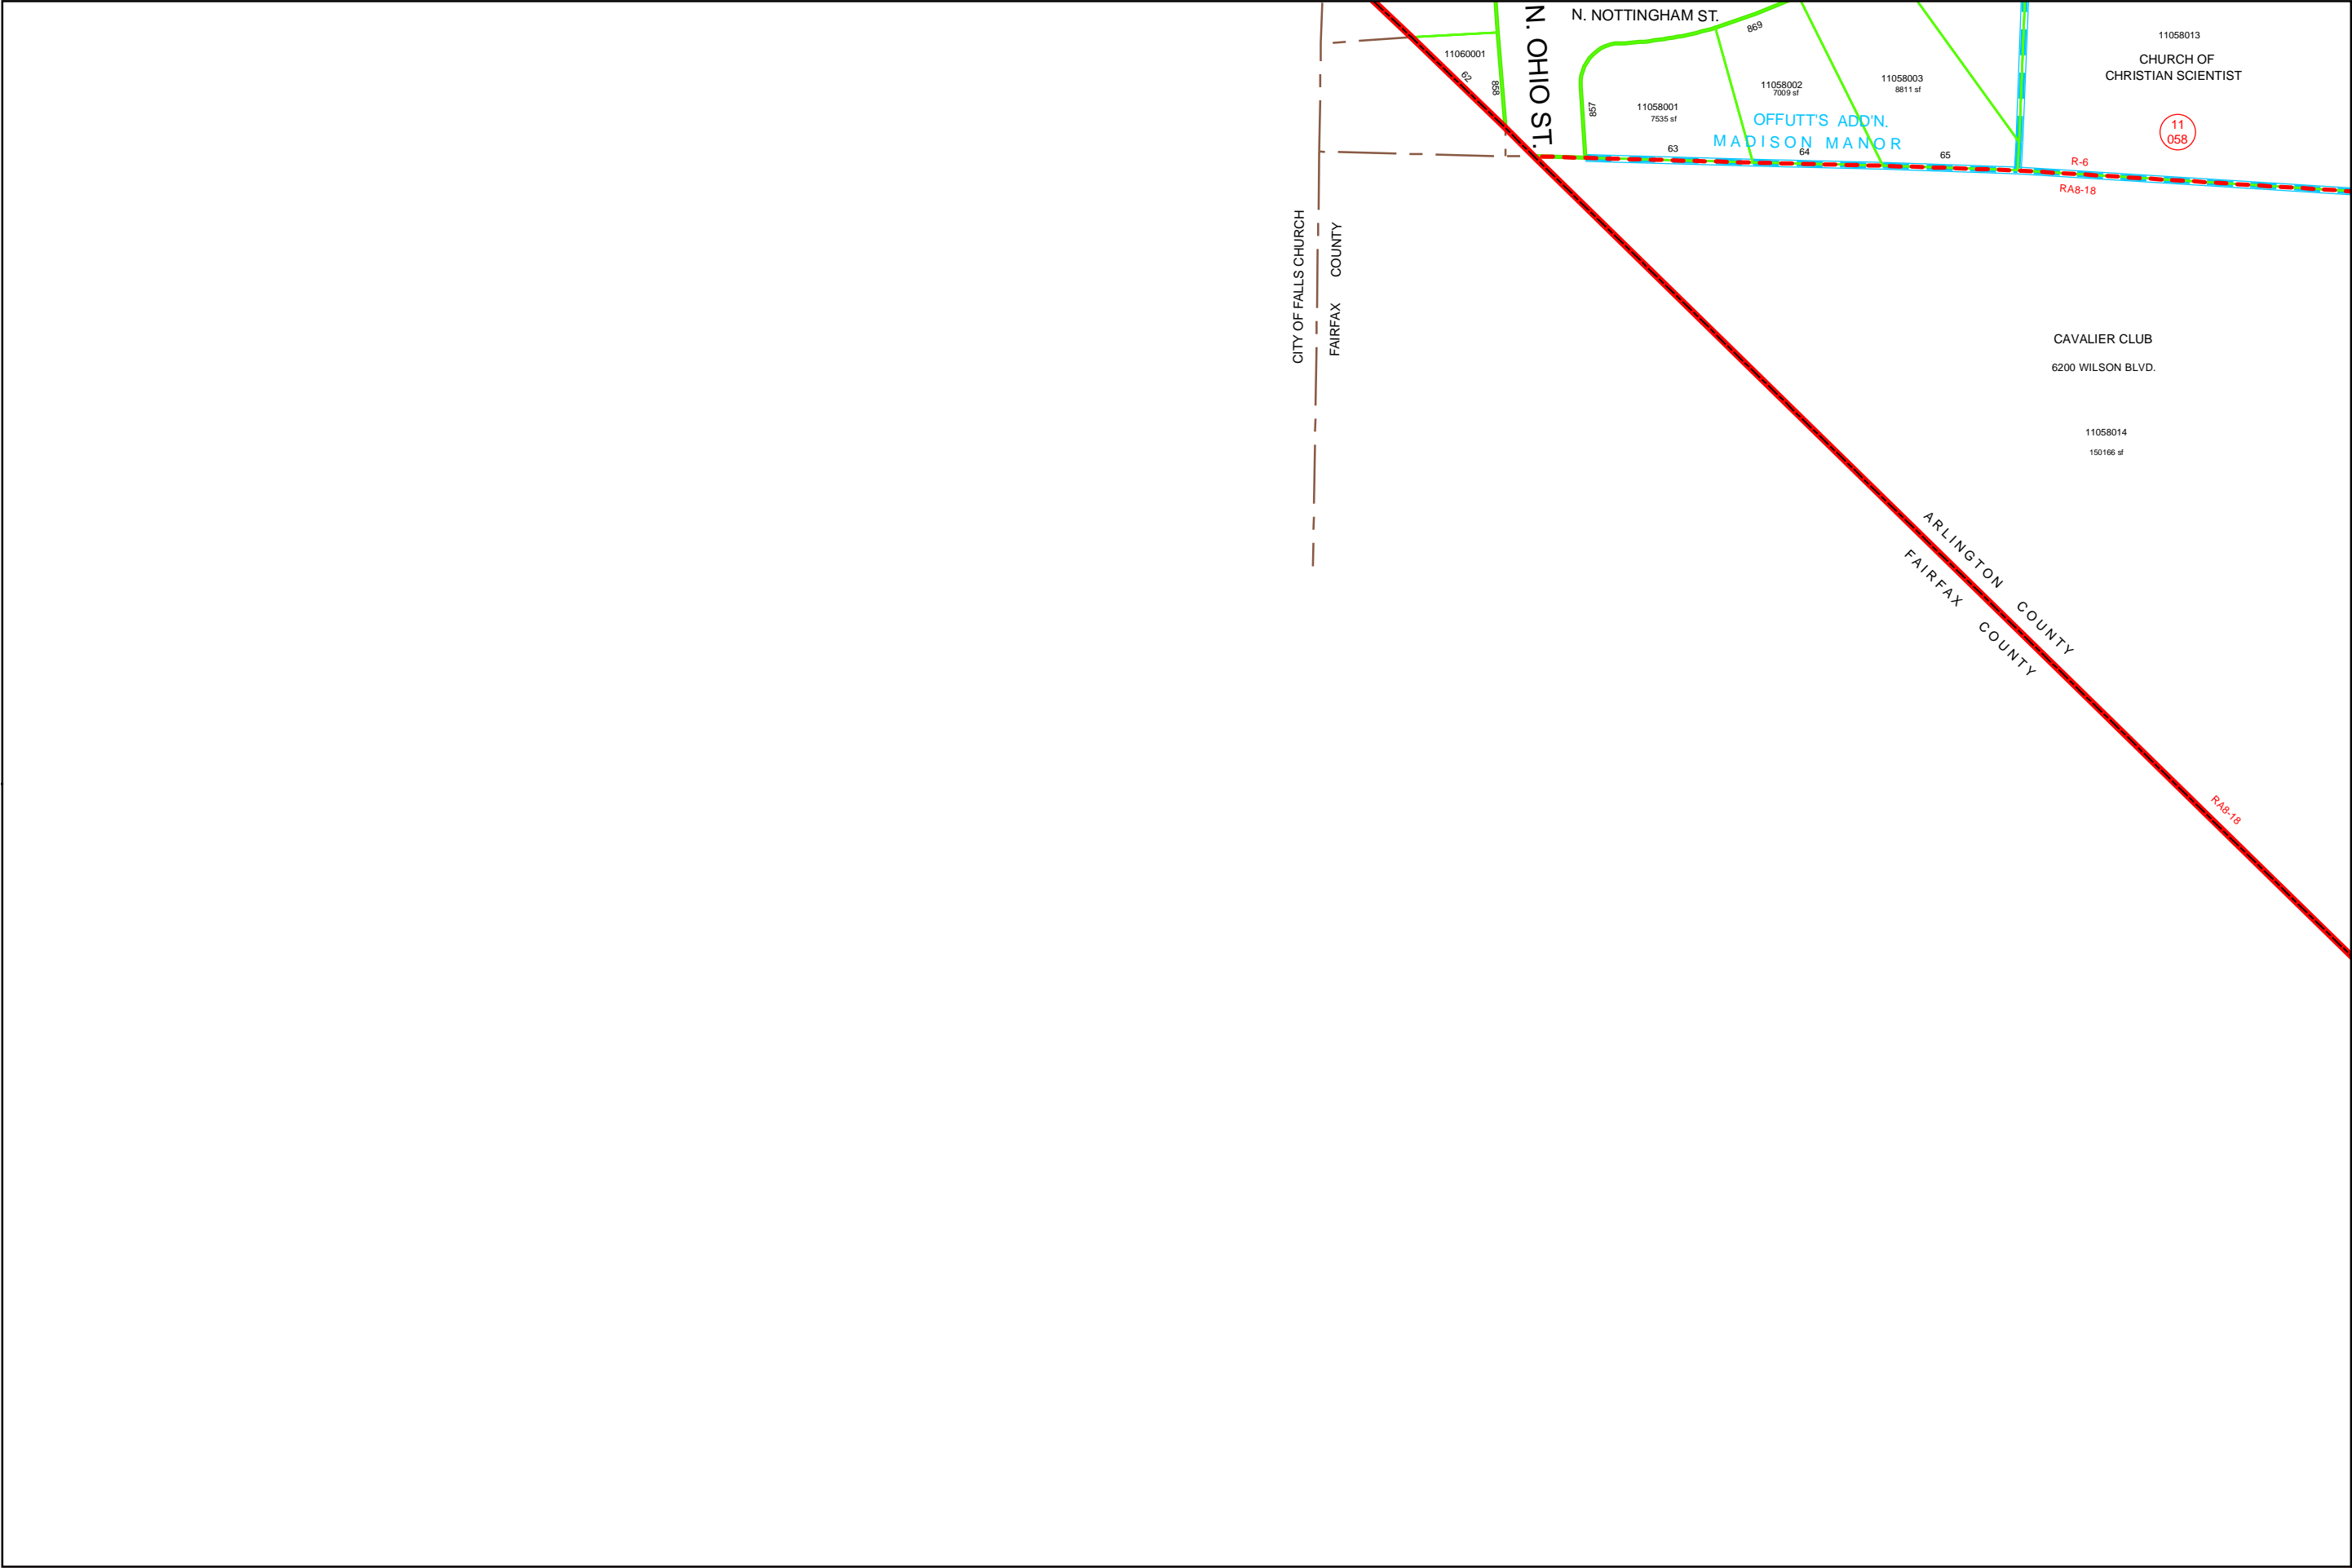 N. NOTTINGHAM ST.
N. OHIO ST.
869
11058013
CHURCH OF
CHRISTIAN SCIENTIST
11060001
62
858
857
11058001
7535 sf
11058002
7009 sf
11058003
8811 sf
OFFUTT'S ADD'N.
MADISON MANOR
11
058
63
64
65
R-6
RA8-18
CITY OF FALLS CHURCH
FAIRFAX COUNTY
CAVALIER CLUB
6200 WILSON BLVD.
11058014
150166 sf
ARLINGTON COUNTY
FAIRFAX COUNTY
RA8-18